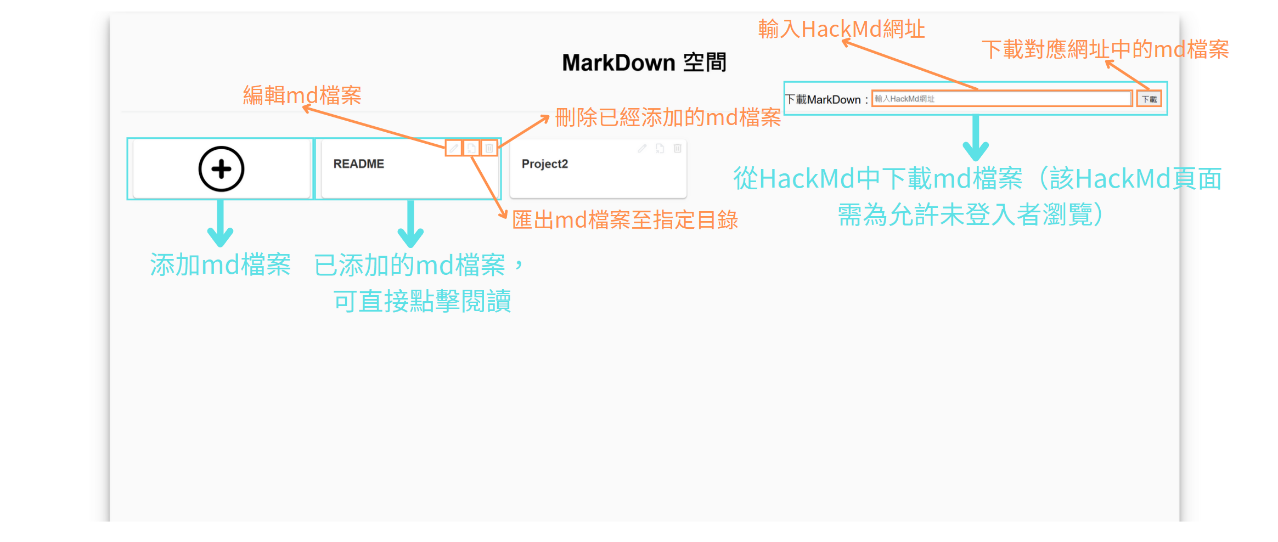 輸入HackMd網址
下載對應網址中的md檔案
MarkDown 空間
編輯md檔案
下載MarkDown：
輸入HackMd網址
下載
刪除已經添加的md檔案
README
Project2
從HackMd中下載md檔案（該HackMd頁面
需為允許未登入者瀏覽）
匯出md檔案至指定目錄
添加md檔案
已添加的md檔案，
可直接點擊閱讀